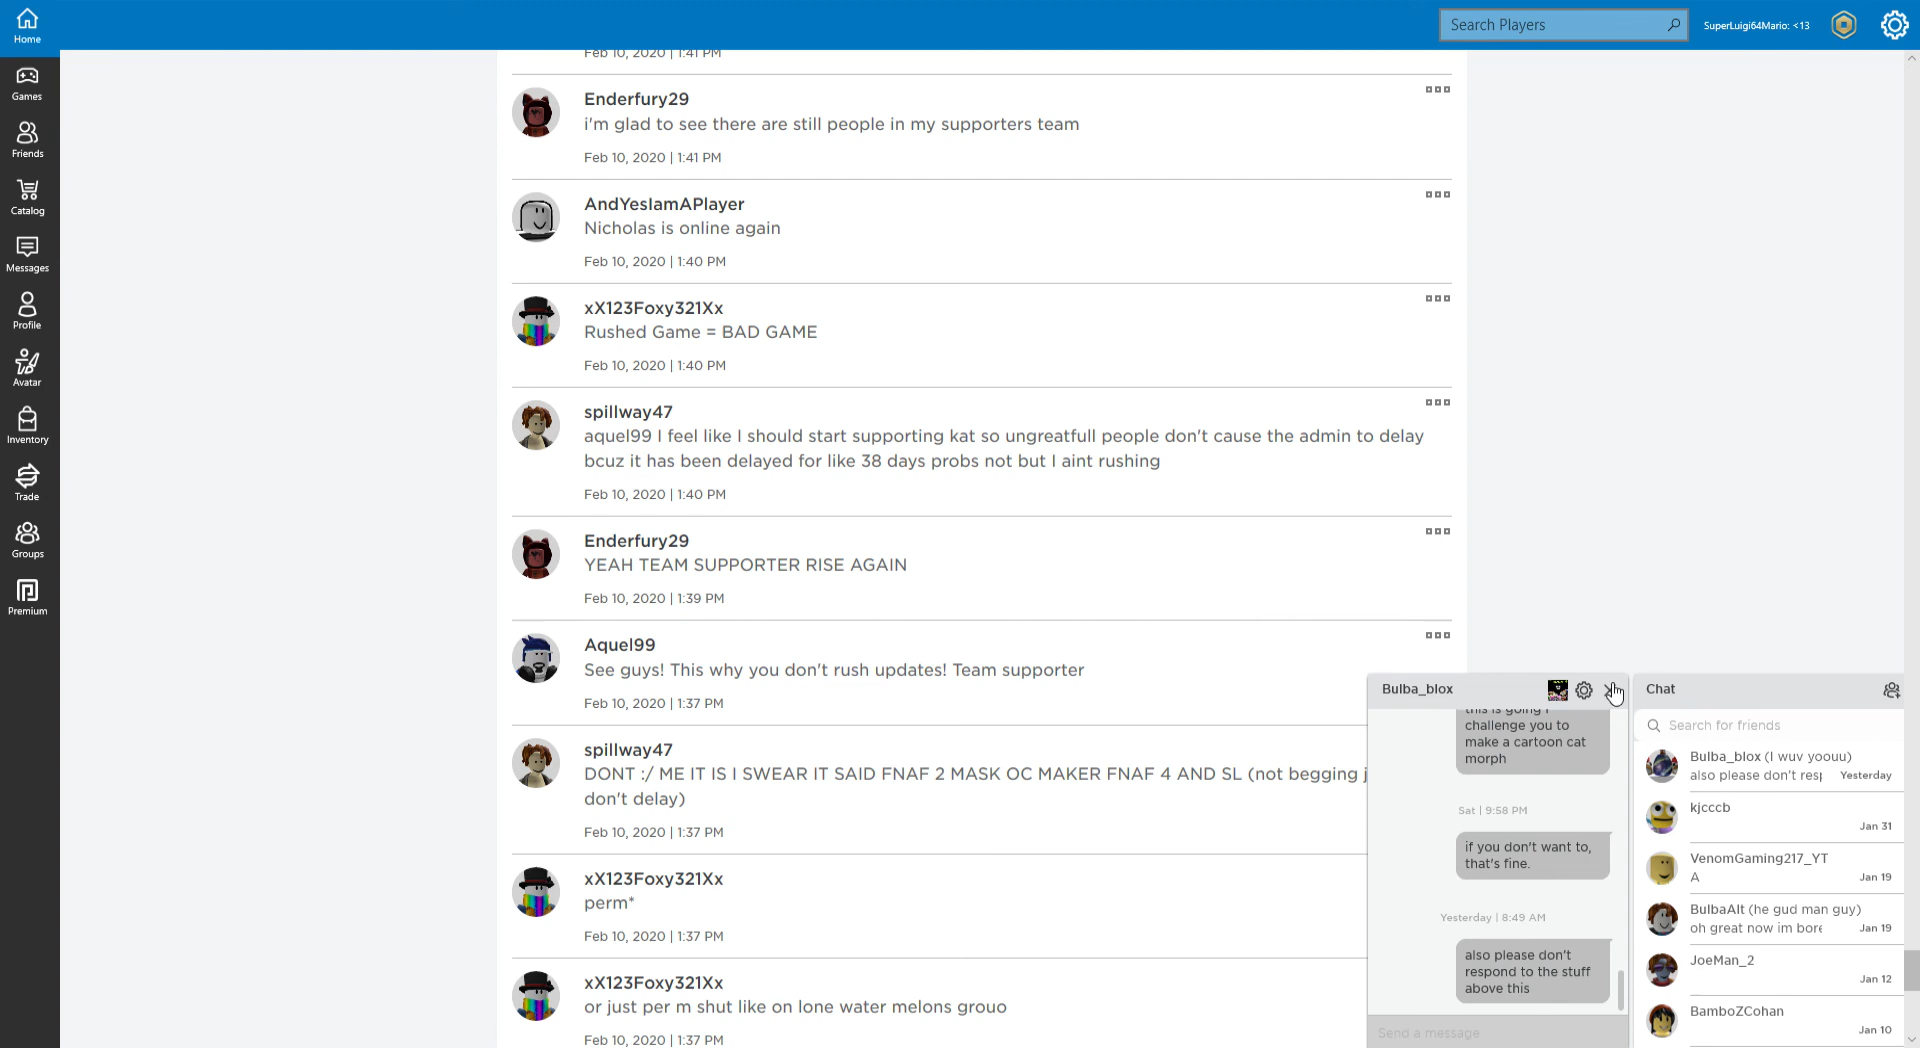 Home
Search Players
SuperLuigi64Mario: <13
Games
Friends
Catalog
Messages
Profile
Avatar
Inventory
Trade
Groups
Premium
Feb 10, 2020 | 1:41 PM
Enderfury29
i'm glad to see there are still people in my supporters team
Feb 10, 2020 | 1:41 PM
AndYesIamAPlayer
Nicholas is online again
Feb 10, 2020 | 1:40 PM
xX123Foxy321Xx
Rushed Game = BAD GAME
Feb 10, 2020 | 1:40 PM
spillway47
aquel99 I feel like I should start supporting kat so ungreatfull people don't cause the admin to delay
bcuz it has been delayed for like 38 days probs not but I aint rushing
Feb 10, 2020 | 1:40 PM
Enderfury29
YEAH TEAM SUPPORTER RISE AGAIN
Feb 10, 2020 | 1:39 PM
Aquel99
See guys! This why you don't rush updates! Team supporter
Feb 10, 2020 | 1:37 PM
spillway47
DONT :/ ME IT IS I SWEAR IT SAID FNAF 2 MASK OC MAKER FNAF 4 AND SL (not begging j
don't delay)
Feb 10, 2020 | 1:37 PM
xX123Foxy321Xx
perm*
Feb 10, 2020 | 1:37 PM
xX123Foxy321Xx
or just per m shut like on lone water melons grouo
Feb 10, 2020 | 1:37 PM
Bulba_blox
this is going I
challenge you to
make a cartoon cat
morph
Sat | 9:58 PM
if you don't want to,
that's fine.
Yesterday | 8:49 AM
also please don't
respond to the stuff
above this
Send a message
Chat
Search for friends
Bulba_blox (I wuv yoouu)
also please don't resp Yesterday
kjcccb
Jan 31
VenomGaming217_YT
A Jan 19
BulbaAlt (he gud man guy)
oh great now im bore Jan 19
JoeMan_2
Jan 12
BamboZCohan
Jan 10